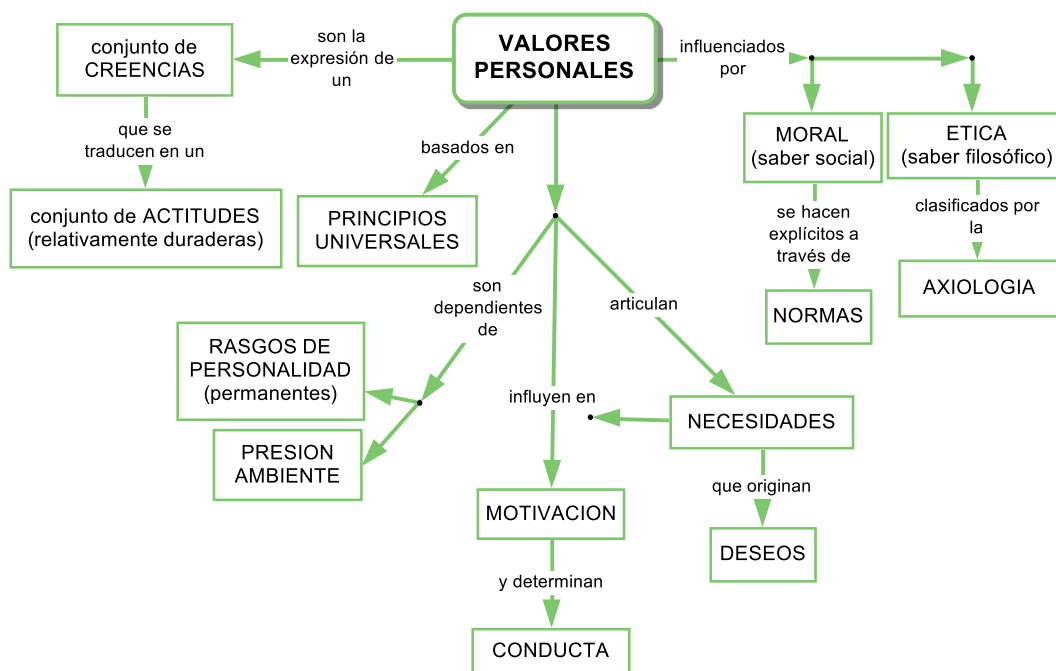 VALORES
PERSONALES
son la
expresión de
un
conjunto de
CREENCIAS
que se
traducen en un
conjunto de ACTITUDES
(relativamente duraderas)
basados en
PRINCIPIOS
UNIVERSALES
influenciados
por
MORAL
(saber social)
se hacen
explícitos a
través de
NORMAS
ETICA
(saber filosófico)
clasificados por
la
AXIOLOGIA
son
dependientes
de
RASGOS DE
PERSONALIDAD
(permanentes)
PRESION
AMBIENTE
articulan
NECESIDADES
que originan
DESEOS
influyen en
MOTIVACION
y determinan
CONDUCTA